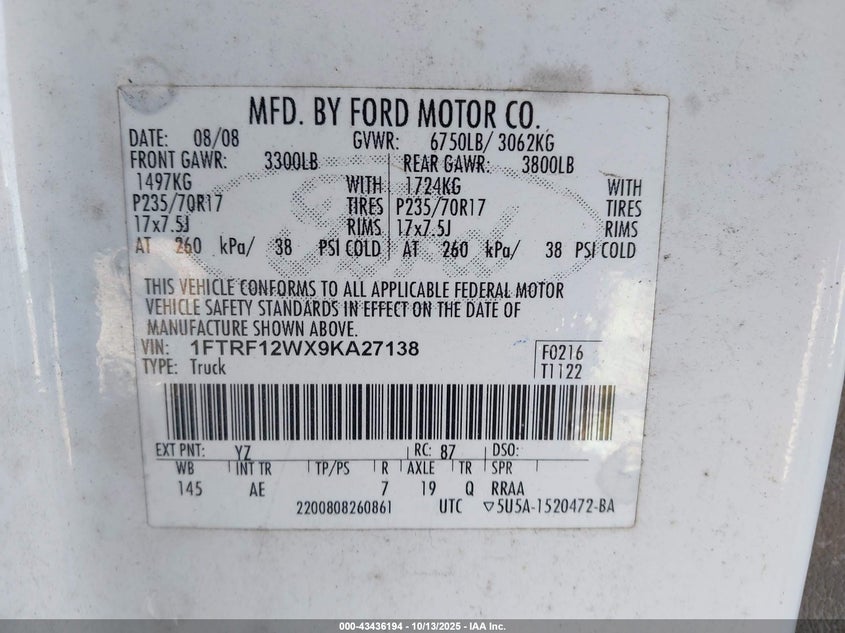 MFD. BY FORD MOTOR CO.
DATE: 08/08 GVWR: 6750LB/ 3062KG
FRONT GAWR: 3300LB REAR GAWR: 3800LB
1497KG WITH 1724KG WITH
P235/70R17 TIRES P235/70R17 TIRES
17x7.5J RIMS 17x7.5J RIMS
AT 260 kPa/ 38 PSI COLD AT 260 kPa/ 38 PSI COLD
Ford
THIS VEHICLE CONFORMS TO ALL APPLICABLE FEDERAL MOTOR
VEHICLE SAFETY STANDARDS IN EFFECT ON THE DATE OF
MANUFACTURE SHOWN ABOVE.
VIN: 1FTRF12WX9KA27138 F0216
TYPE: Truck T1122
EXT PNT: YZ RC: 87 DSO:
WB INT TR TP/PS R AXLE TR SPR
145 AE 7 19 Q RRAA
2200808260861 UTC ▽5U5A-1520472-BA
000-43436194 - 10/13/2025 - IAA Inc.